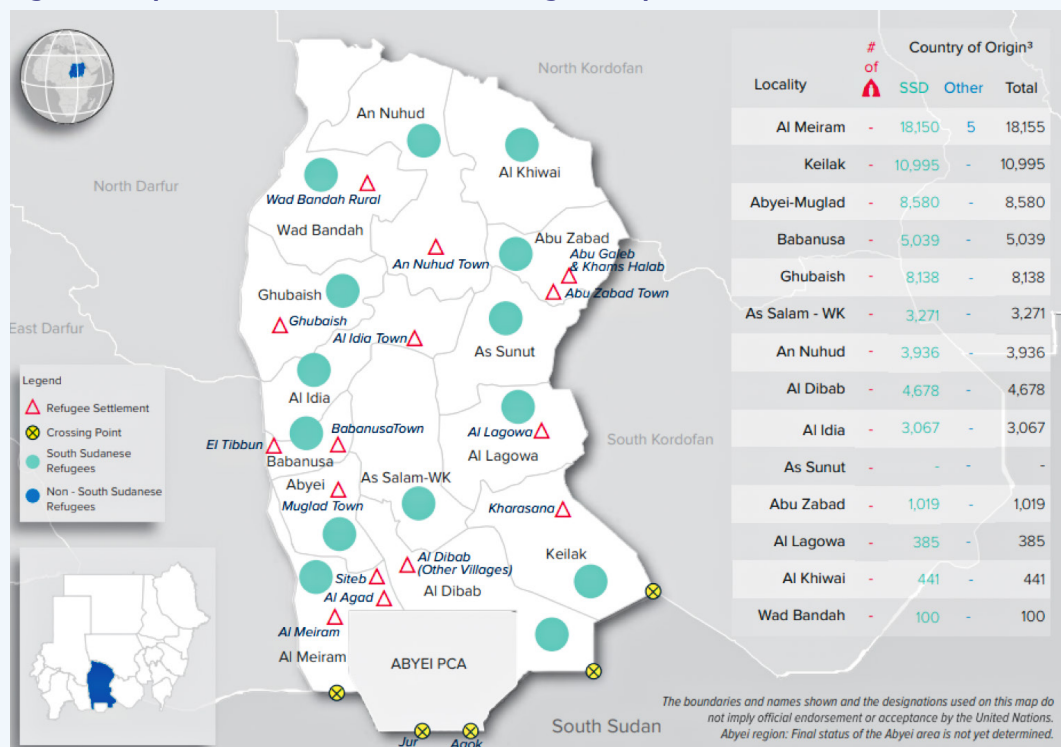 North Kordofan
An Nuhud
Al Khiwai
North Darfur
Wad Bandah Rural
Wad Bandah
An Nuhud Town
Abu Zabad
Abu Galeb
& Khams Halab
Abu Zabad Town
Ghubaish
Ghubaish
East Darfur
Al Idia Town
As Sunut
Al Idia
Al Lagowa
Al Lagowa
South Kordofan
El Tibbun
BabanusaTown
Babanusa
Abyei
Muglad Town
As Salam-WK
Kharasana
Keilak
Siteb
Al Dibab
(Other Villages)
Al Agad
Al Dibab
Al Meiram
Al Meiram
ABYEI PCA
South Sudan
Jur
Agok
Legend
Refugee Settlement
Crossing Point
South Sudanese
Refugees
Non - South Sudanese
Refugees
# of
Country of Origin³
Locality SSD Other Total
Al Meiram - 18,150 5 18,155
Keilak - 10,995 - 10,995
Abyei-Muglad - 8,580 - 8,580
Babanusa - 5,039 - 5,039
Ghubaish - 8,138 - 8,138
As Salam - WK - 3,271 - 3,271
An Nuhud - 3,936 - 3,936
Al Dibab - 4,678 - 4,678
Al Idia - 3,067 - 3,067
As Sunut - - - -
Abu Zabad - 1,019 - 1,019
Al Lagowa - 385 - 385
Al Khiwai - 441 - 441
Wad Bandah - 100 - 100
The boundaries and names shown and the designations used on this map do
not imply official endorsement or acceptance by the United Nations.
Abyei region: Final status of the Abyei area is not yet determined.